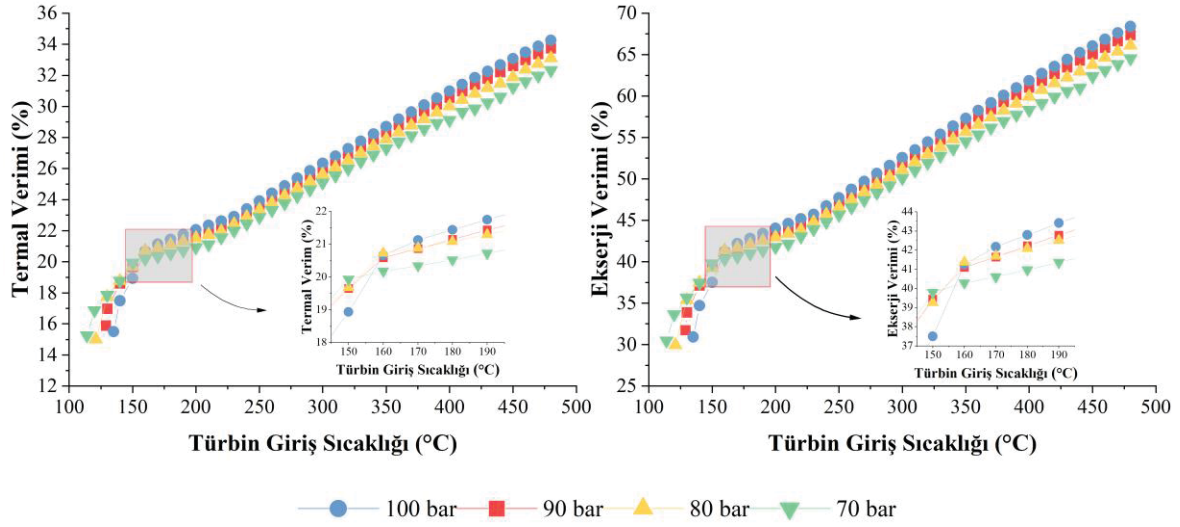 36
34
32
30
28
26
24
22
20
18
16
14
12
Termal Verimi (%)
100 150 200 250 300 350 400 450 500
Türbin Giriş Sıcaklığı (°C)
22
21
20
19
18
Termal Verimi (%)
150 160 170 180 190
Türbin Giriş Sıcaklığı (°C)
70
65
60
55
50
45
40
35
30
25
Ekserji Verimi (%)
100 150 200 250 300 350 400 450 500
Türbin Giriş Sıcaklığı (°C)
44
43
42
41
40
39
38
37
Ekserji Verimi (%)
150 160 170 180 190
Türbin Giriş Sıcaklığı (°C)
100 bar 90 bar 80 bar 70 bar